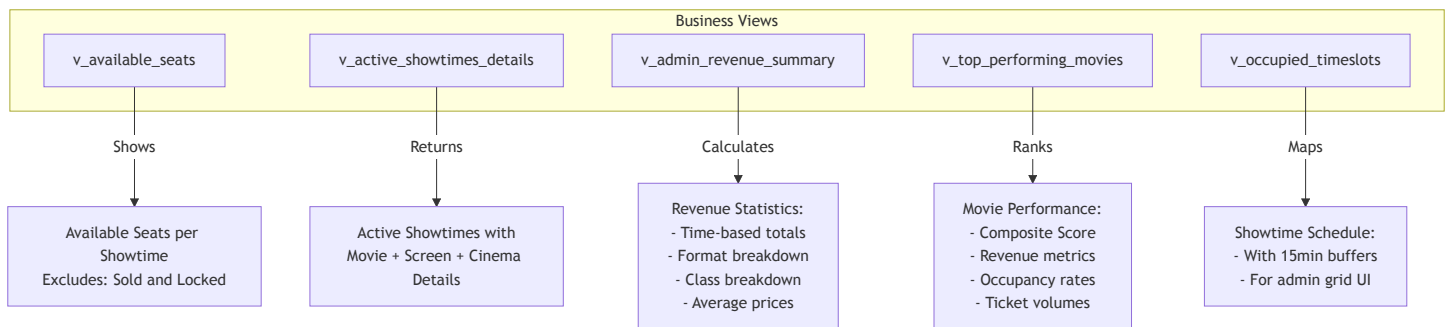 Business Views
v_available_seats
v_active_showtimes_details
v_admin_revenue_summary
v_top_performing_movies
v_occupied_timeslots
Shows
Returns
Calculates
Ranks
Maps
Available Seats per
Showtime
Excludes: Sold and Locked
Active Showtimes with
Movie + Screen + Cinema
Details
Revenue Statistics:
- Time-based totals
- Format breakdown
- Class breakdown
- Average prices
Movie Performance:
- Composite Score
- Revenue metrics
- Occupancy rates
- Ticket volumes
Showtime Schedule:
- With 15min buffers
- For admin grid UI